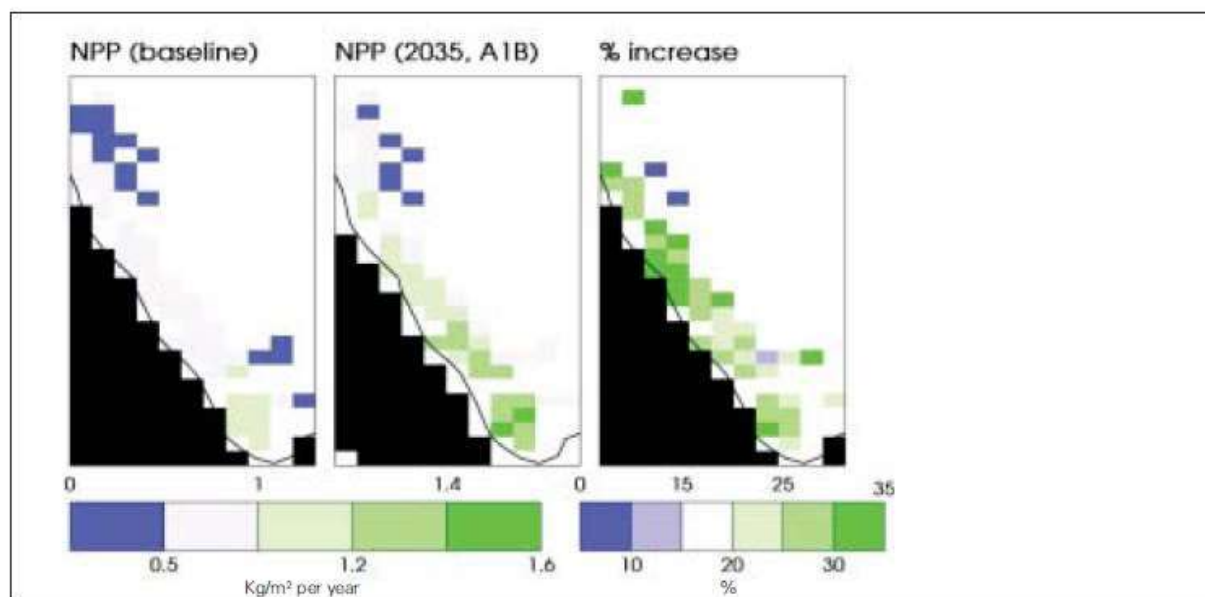 NPP (baseline) NPP (2035, A1B) % increase
0 1 1.4 0 15 25 35
0.5 1.2 1.6 10 20 30
Kg/m² per year %